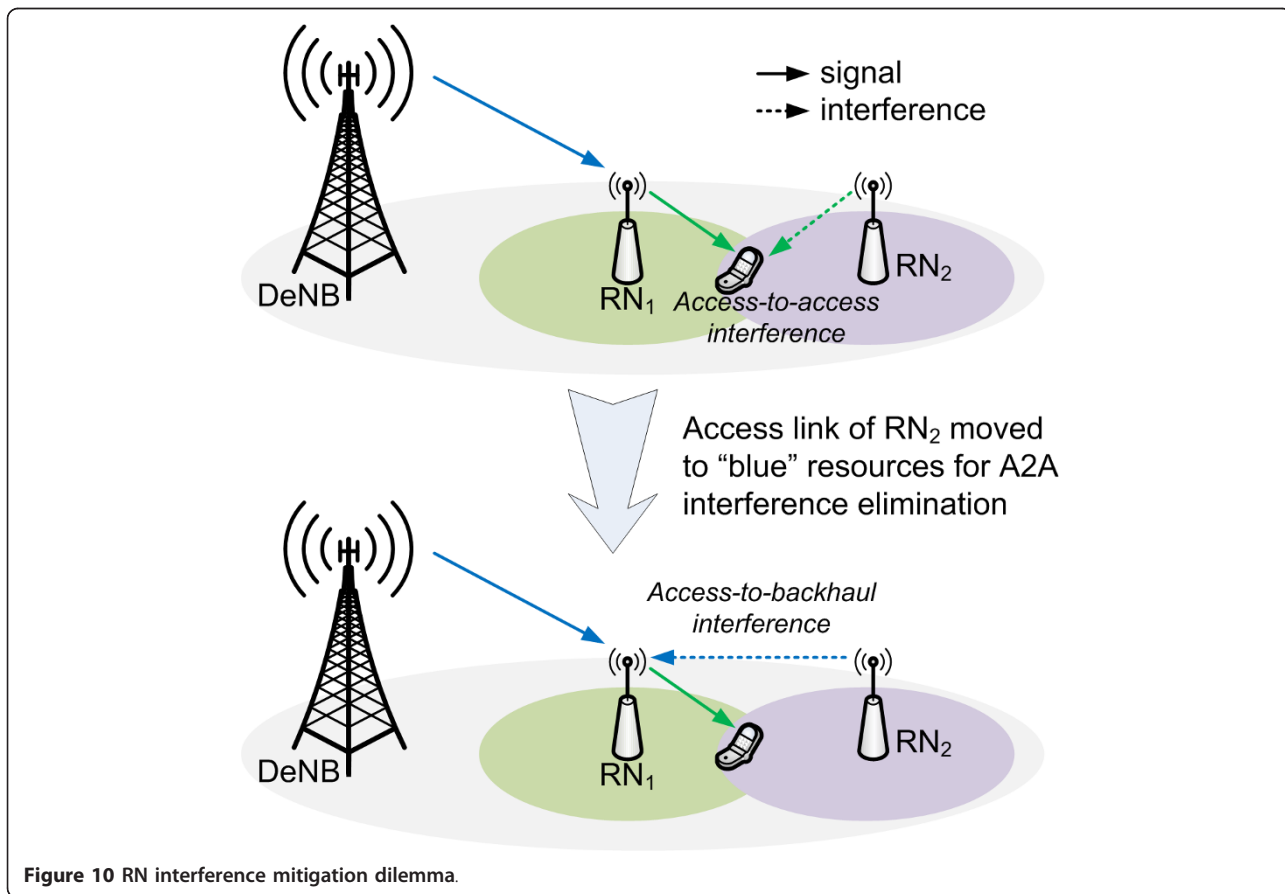 signal
interference
DeNB
RN₁
RN₂
Access-to-access
interference
Access link of RN₂ moved
to “blue” resources for A2A
interference elimination
Access-to-backhaul
interference
DeNB
RN₁
RN₂
Figure 10 RN interference mitigation dilemma.